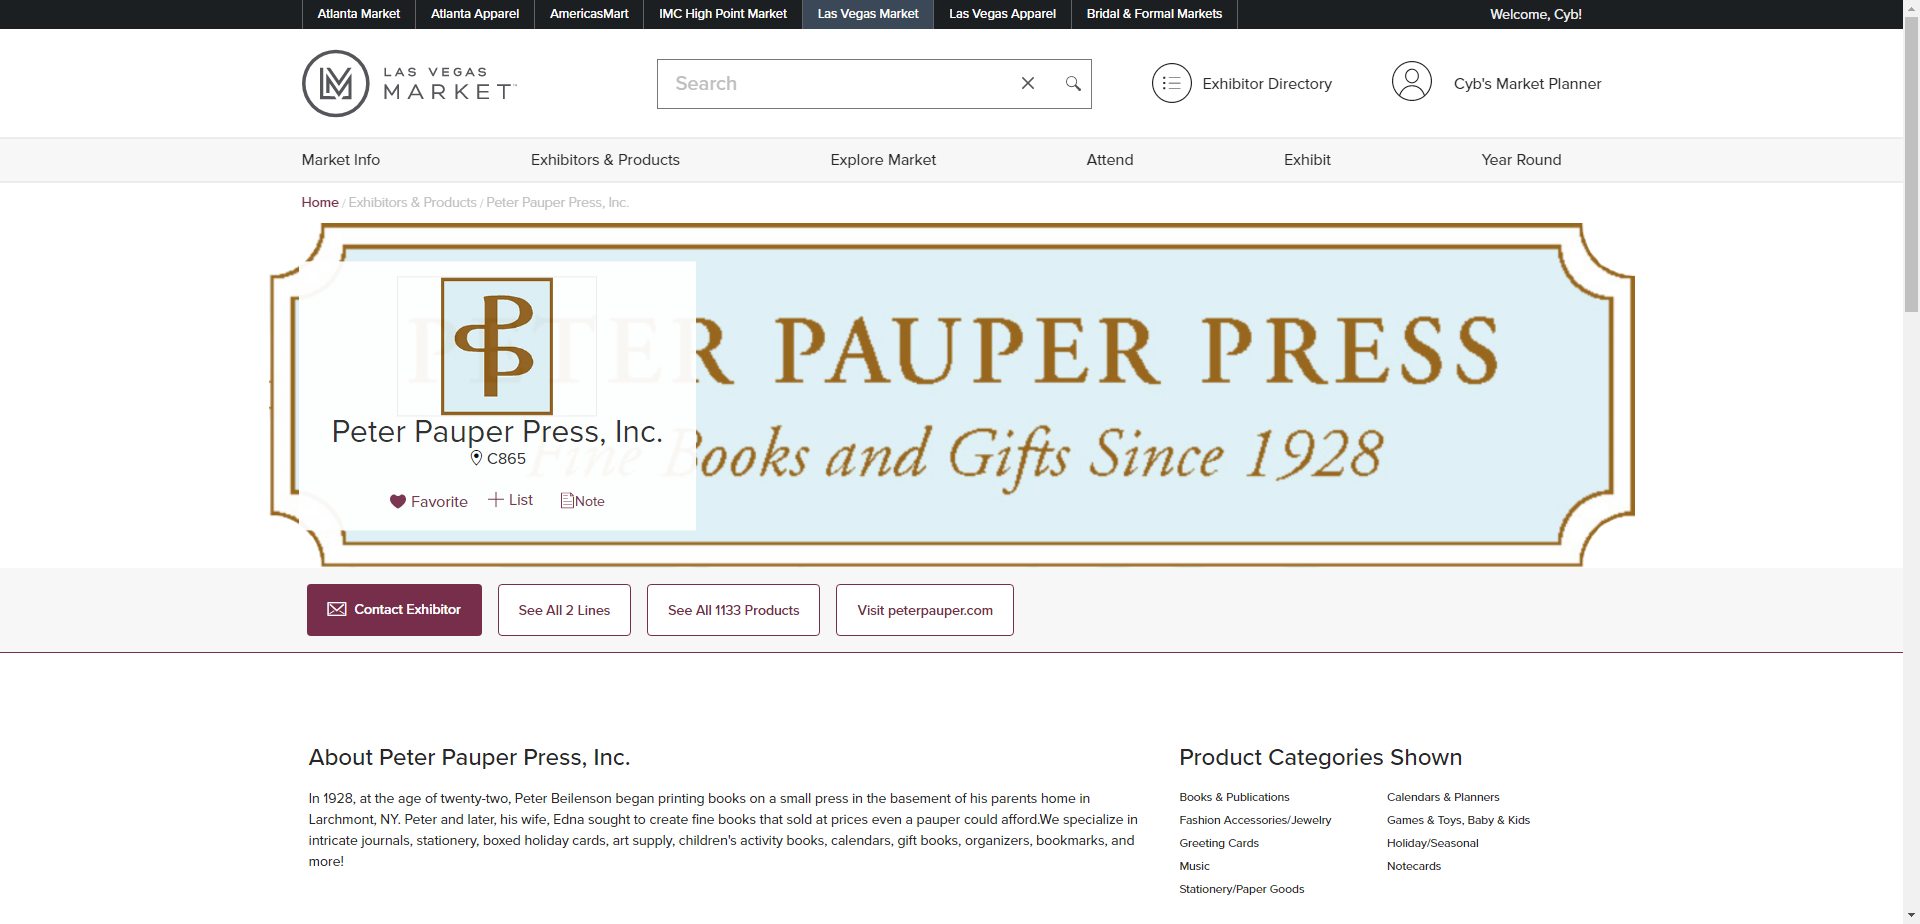 Atlanta Market
Atlanta Apparel
AmericasMart
IMC High Point Market
Las Vegas Market
Las Vegas Apparel
Bridal & Formal Markets
Welcome, Cyb!
LAS VEGAS
MARKET
Search
Exhibitor Directory
Cyb's Market Planner
Market Info
Exhibitors & Products
Explore Market
Attend
Exhibit
Year Round
Home / Exhibitors & Products / Peter Pauper Press, Inc.
PETER PAUPER PRESS
Fine Books and Gifts Since 1928
Peter Pauper Press, Inc.
C865
Favorite
List
Note
Contact Exhibitor
See All 2 Lines
See All 1133 Products
Visit peterpauper.com
About Peter Pauper Press, Inc.
In 1928, at the age of twenty-two, Peter Beilenson began printing books on a small press in the basement of his parents home in
Larchmont, NY. Peter and later, his wife, Edna sought to create fine books that sold at prices even a pauper could afford.We specialize in
intricate journals, stationery, boxed holiday cards, art supply, children's activity books, calendars, gift books, organizers, bookmarks, and
more!
Product Categories Shown
Books & Publications
Fashion Accessories/Jewelry
Greeting Cards
Music
Stationery/Paper Goods
Calendars & Planners
Games & Toys, Baby & Kids
Holiday/Seasonal
Notecards